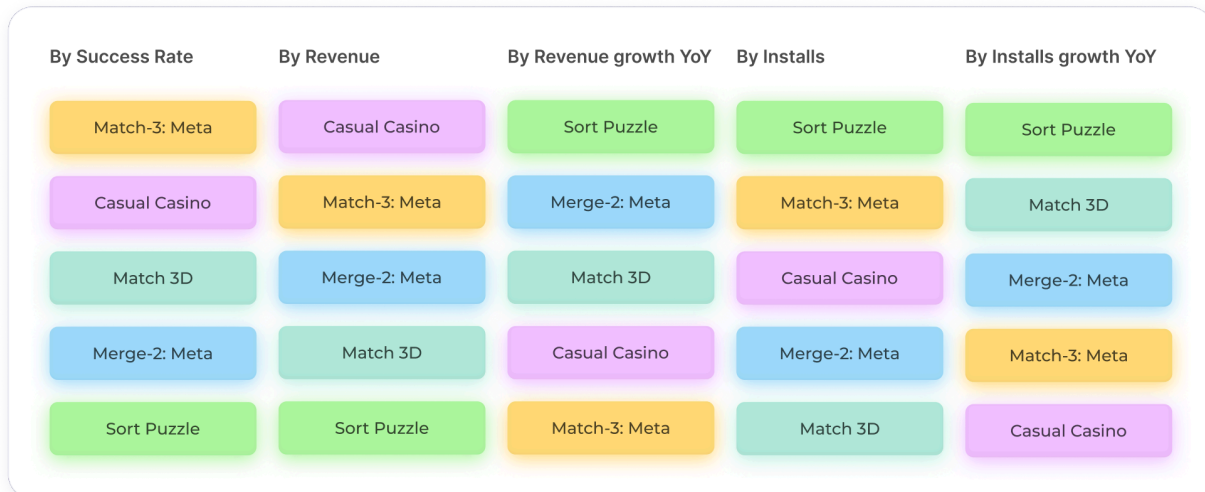 By Success Rate
By Revenue
By Revenue growth YoY
By Installs
By Installs growth YoY
Match-3: Meta
Casual Casino
Sort Puzzle
Sort Puzzle
Sort Puzzle
Casual Casino
Match-3: Meta
Merge-2: Meta
Match-3: Meta
Match 3D
Match 3D
Merge-2: Meta
Match 3D
Casual Casino
Merge-2: Meta
Merge-2: Meta
Match 3D
Casual Casino
Merge-2: Meta
Match-3: Meta
Sort Puzzle
Sort Puzzle
Match-3: Meta
Match 3D
Casual Casino